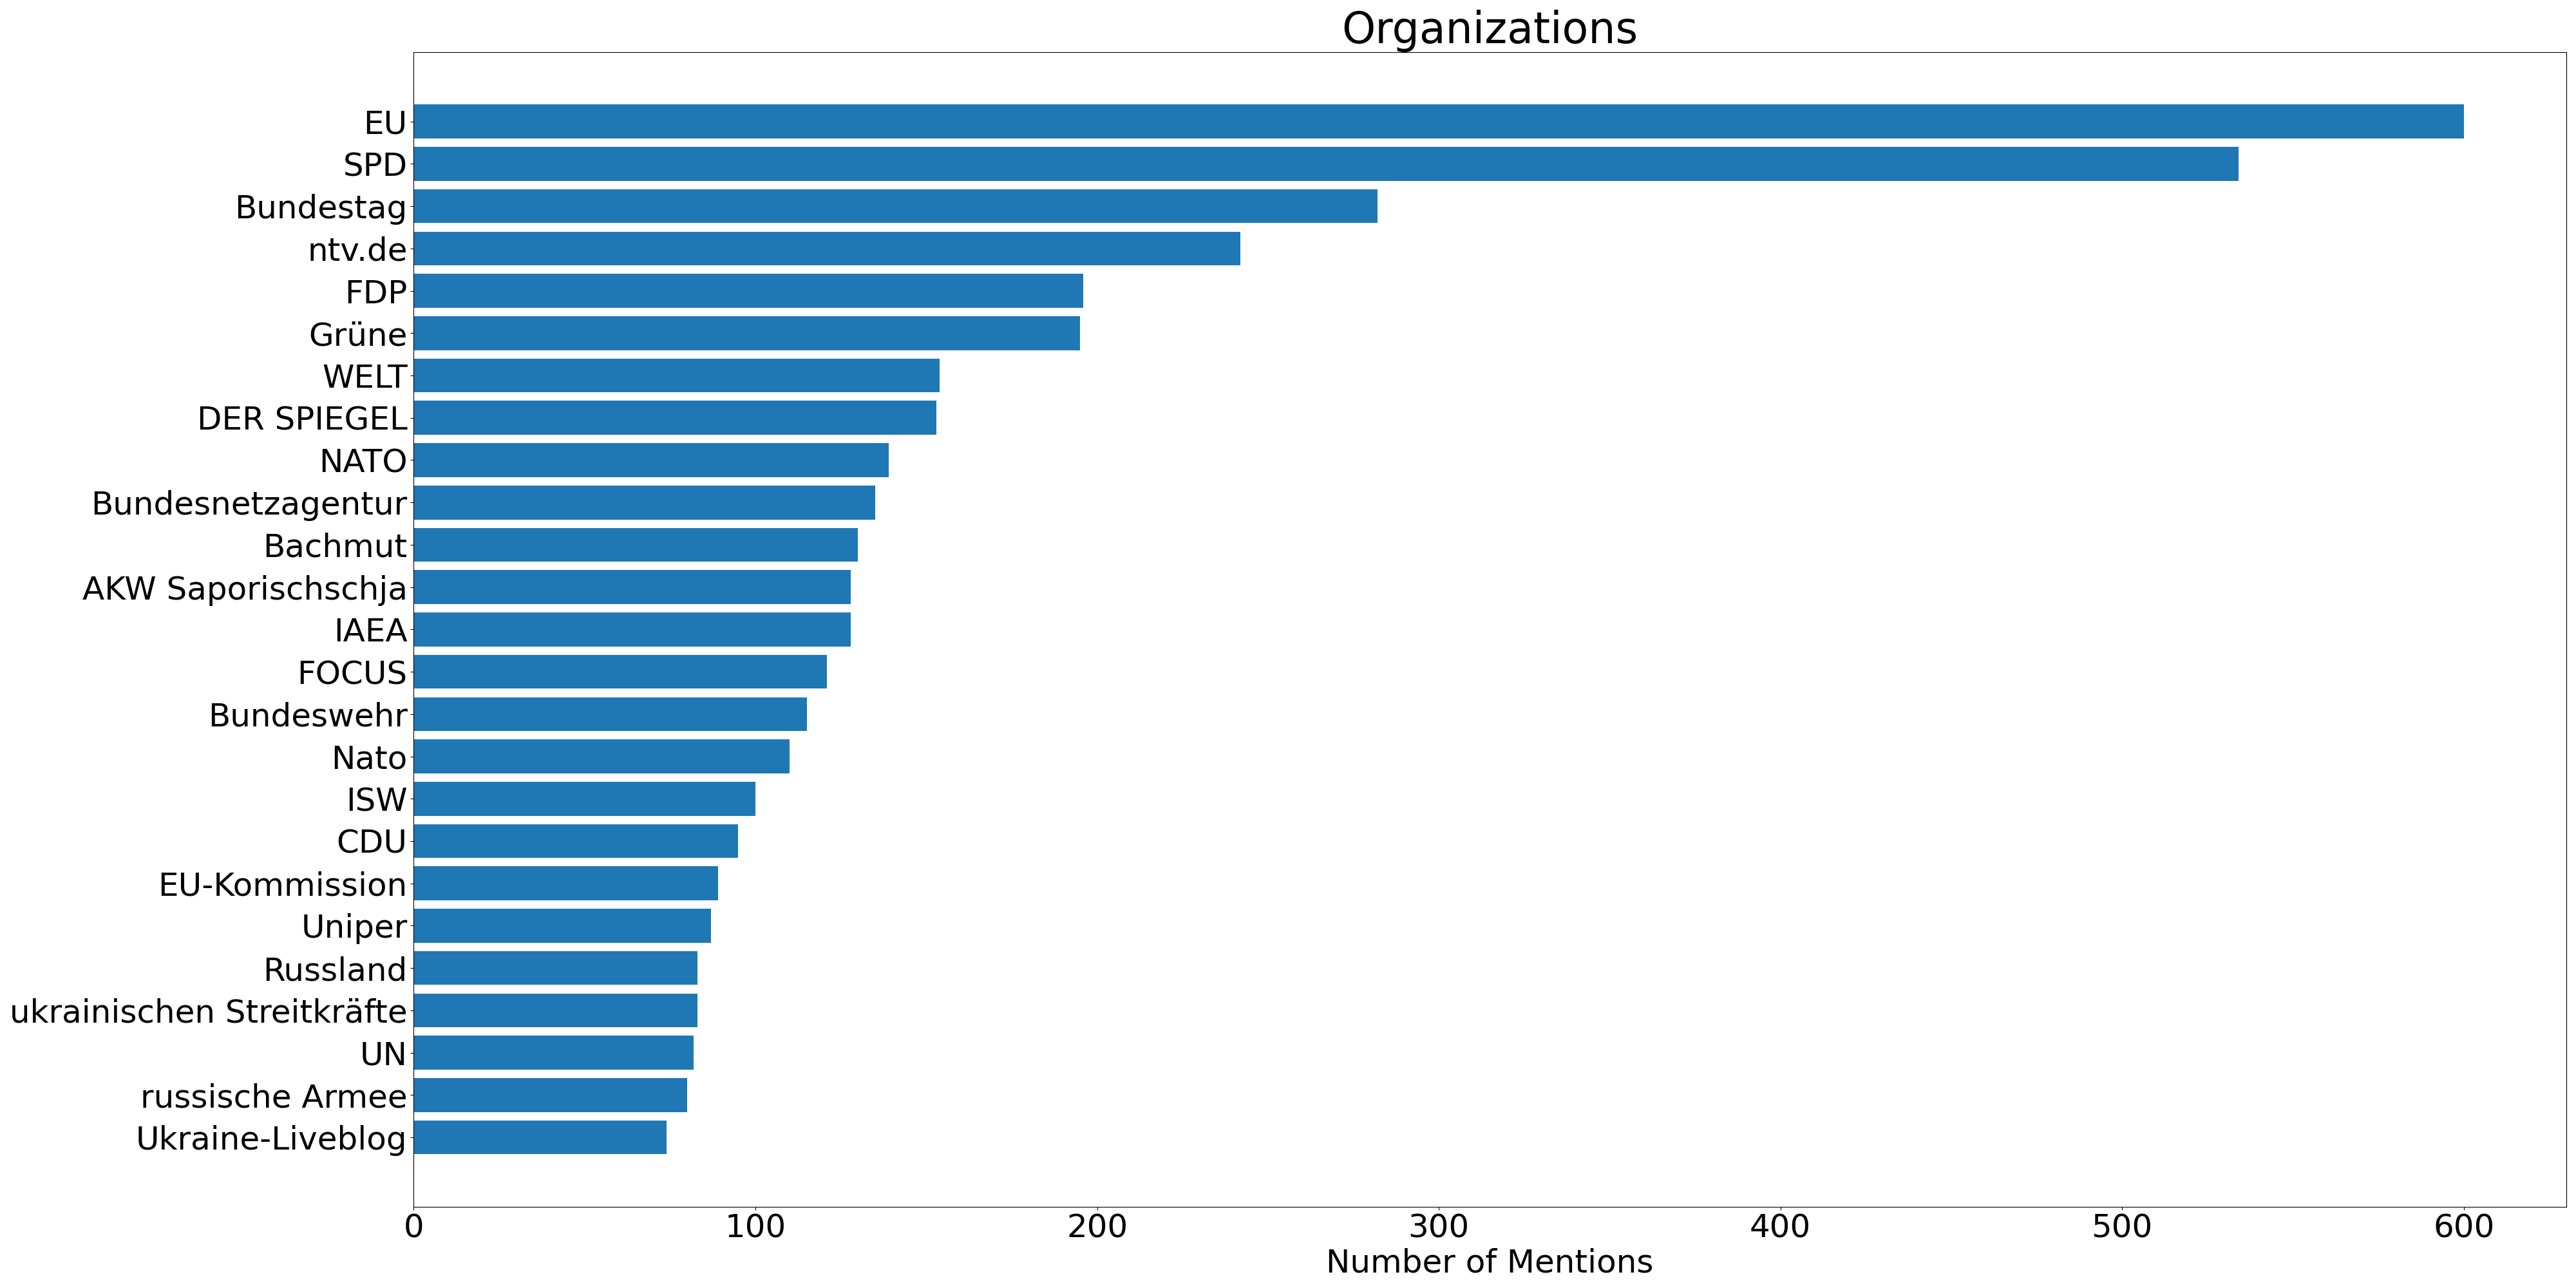 Organizations
EU
SPD
Bundestag
ntv.de
FDP
Grüne
WELT
DER SPIEGEL
NATO
Bundesnetzagentur
Bachmut
AKW Saporischschja
IAEA
FOCUS
Bundeswehr
Nato
ISW
CDU
EU-Kommission
Uniper
Russland
ukrainischen Streitkräfte
UN
russische Armee
Ukraine-Liveblog
0 100 200 300 400 500 600
Number of Mentions